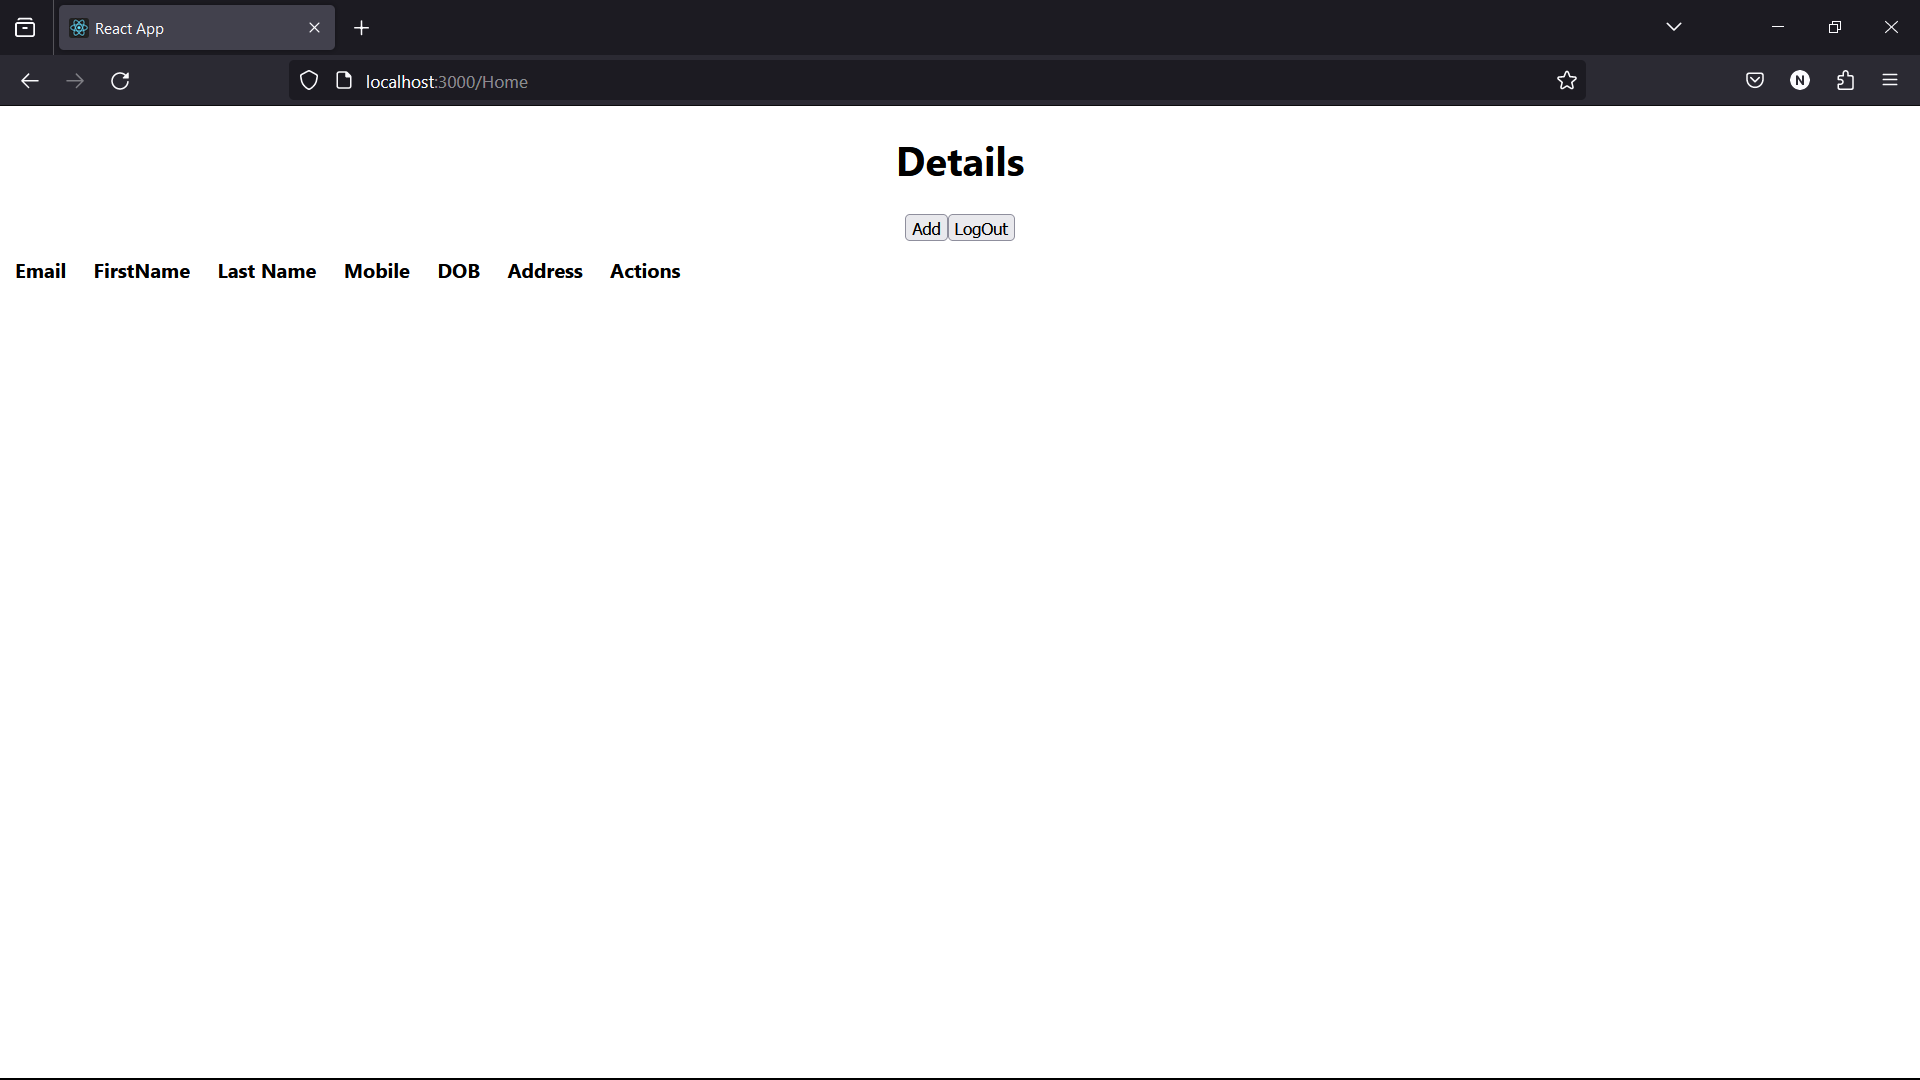 React App
localhost:3000/Home
N
Details
Add LogOut
Email FirstName Last Name Mobile DOB Address Actions